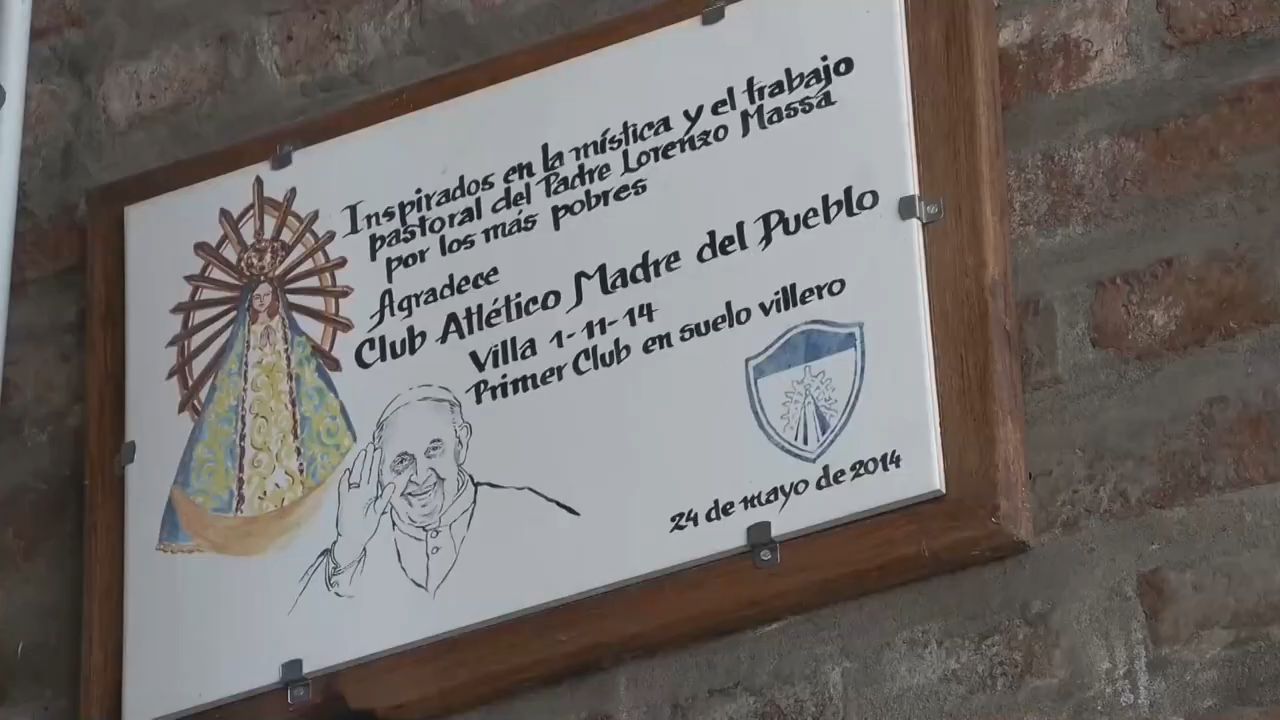 Inspirados en la mística y el trabajo
pastoral del Padre Lorenzo Massa
por los más pobres
Agradece
Club Atlético Madre del Pueblo
Villa 1-11-14
Primer Club en suelo villero
24 de mayo de 2014